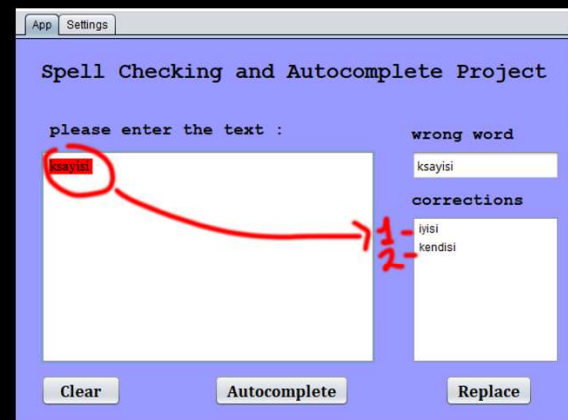 App Settings
Spell Checking and Autocomplete Project
please enter the text :
ksayisi
wrong word
ksayisi
corrections
1- iyisi
2- kendisi
Clear Autocomplete Replace